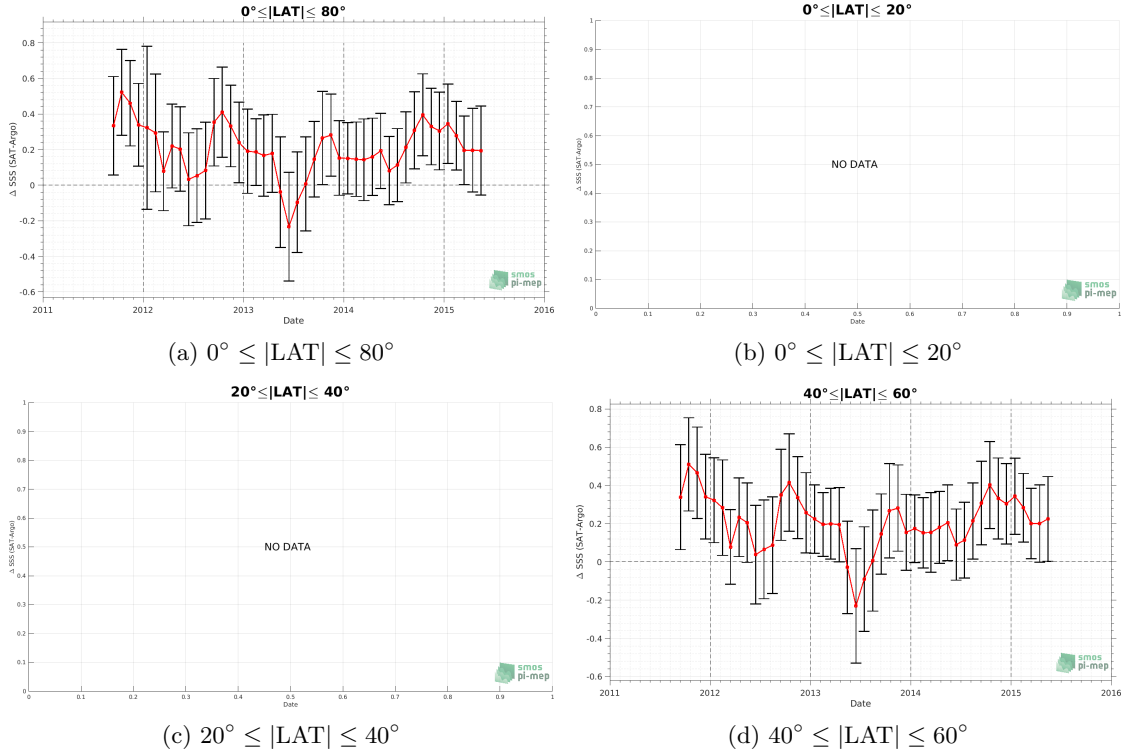 0°≤|LAT|≤ 80°
0.8
0.6
0.4
0.2
0
-0.2
-0.4
-0.6
Δ SSS (SAT-Argo)
2011
2012
2013
2014
2015
2016
Date
smos
pi-mep
(a) 0° ≤ |LAT| ≤ 80°
0°≤|LAT|≤ 20°
1
0.9
0.8
0.7
0.6
0.5
0.4
0.3
0.2
0.1
0
Δ SSS (SAT-Argo)
NO DATA
0
0.1
0.2
0.3
0.4
0.5
0.6
0.7
0.8
0.9
1
Date
smos
pi-mep
(b) 0° ≤ |LAT| ≤ 20°
20°≤|LAT|≤ 40°
1
0.9
0.8
0.7
0.6
0.5
0.4
0.3
0.2
0.1
0
Δ SSS (SAT-Argo)
NO DATA
0
0.1
0.2
0.3
0.4
0.5
0.6
0.7
0.8
0.9
1
Date
smos
pi-mep
(c) 20° ≤ |LAT| ≤ 40°
40°≤|LAT|≤ 60°
0.8
0.6
0.4
0.2
0
-0.2
-0.4
-0.6
Δ SSS (SAT-Argo)
2011
2012
2013
2014
2015
2016
Date
smos
pi-mep
(d) 40° ≤ |LAT| ≤ 60°